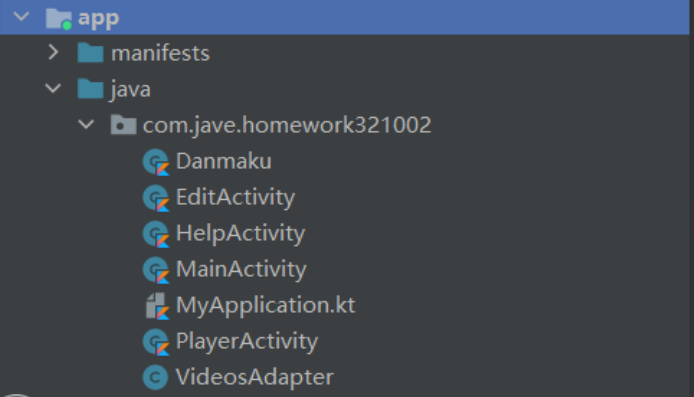 app
manifests
java
com.jave.homework321002
Danmaku
EditActivity
HelpActivity
MainActivity
MyApplication.kt
PlayerActivity
VideosAdapter